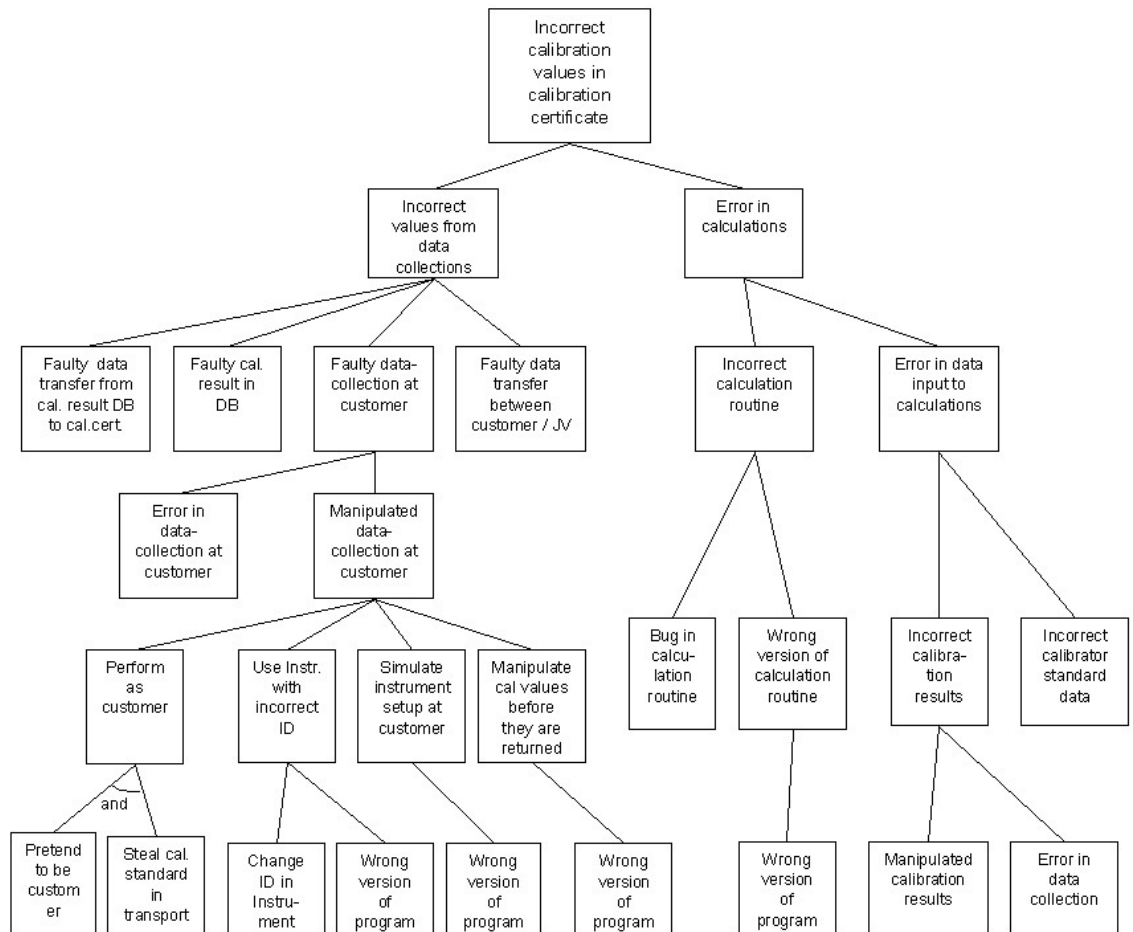 Incorrect
calibration
values in
calibration
certificate
Incorrect
values from
data
collections
Error in
calculations
Faulty data
transfer from
cal. result DB
to cal.cert.
Faulty cal.
result in
DB
Faulty data-
collection at
customer
Faulty data
transfer
between
customer / JV
Incorrect
calculation
routine
Error in data
input to
calculations
Error in
data-
collection at
customer
Manipulated
data-
collection at
customer
Perform
as
customer
Use Instr.
with
incorrect
ID
Simulate
instrument
setup at
customer
Manipulate
cal values
before
they are
returned
Bug in
calcu-
lation
routine
Wrong
version of
calculation
routine
Incorrect
calibra-
tion
results
Incorrect
calibrator
standard
data
and
Pretend
to be
custom
er
Steal cal.
standard
in
transport
Change
ID in
Instru-
ment
Wrong
version
of
program
Wrong
version
of
program
Wrong
version
of
program
Wrong
version
of
program
Manipulated
calibration
results
Error in
data
collection